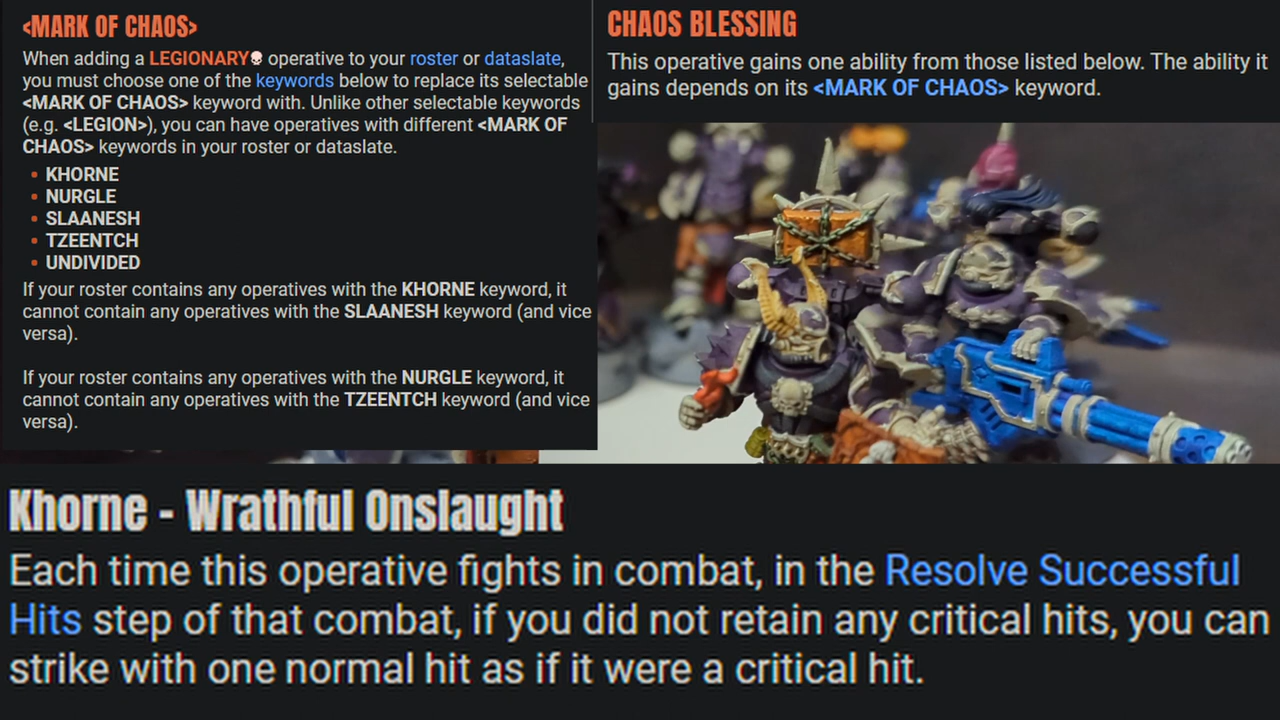 <MARK OF CHAOS>
When adding a LEGIONARY💀 operative to your roster or dataslate,
you must choose one of the keywords below to replace its selectable
<MARK OF CHAOS> keyword with. Unlike other selectable keywords
(e.g. <LEGION>), you can have operatives with different <MARK OF
CHAOS> keywords in your roster or dataslate.
• KHORNE
• NURGLE
• SLAANESH
• TZEENTCH
• UNDIVIDED
If your roster contains any operatives with the KHORNE keyword, it
cannot contain any operatives with the SLAANESH keyword (and vice
versa).
If your roster contains any operatives with the NURGLE keyword, it
cannot contain any operatives with the TZEENTCH keyword (and vice
versa).
CHAOS BLESSING
This operative gains one ability from those listed below. The ability it
gains depends on its <MARK OF CHAOS> keyword.
Khorne - Wrathful Onslaught
Each time this operative fights in combat, in the Resolve Successful
Hits step of that combat, if you did not retain any critical hits, you can
strike with one normal hit as if it were a critical hit.